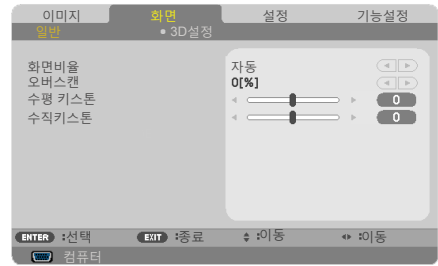 이미지 화면 설정 기능설정
일반 • 3D설정
화면비율 자동
오버스캔 0[%]
수평 키스톤 0
수직키스톤 0
ENTER :선택 EXIT :종료 :이동 :이동
컴퓨터